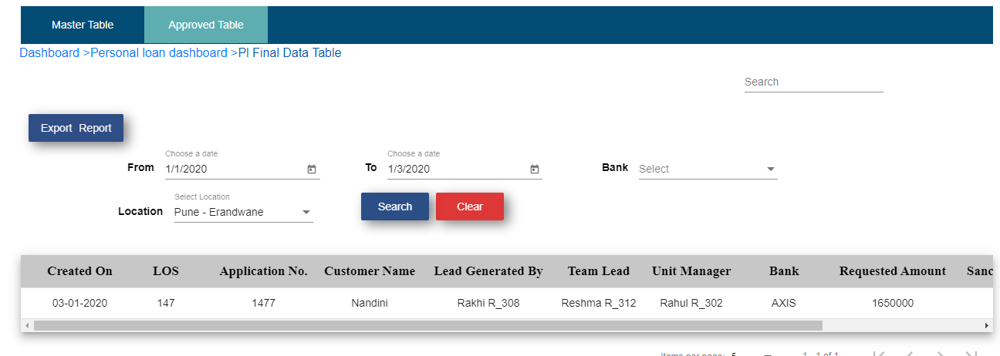 Master Table Approved Table
Dashboard >Personal loan dashboard >Pl Final Data Table
Search
Export Report
Choose a date Choose a date
From 1/1/2020 To 1/3/2020 Bank Select
Select Location
Location Pune - Erandwane Search Clear
Created On LOS Application No. Customer Name Lead Generated By Team Lead Unit Manager Bank Requested Amount Sanc
03-01-2020 147 1477 Nandini Rakhi R_308 Reshma R_312 Rahul R_302 AXIS 1650000
Items per page: 5 1 - 1 of 1